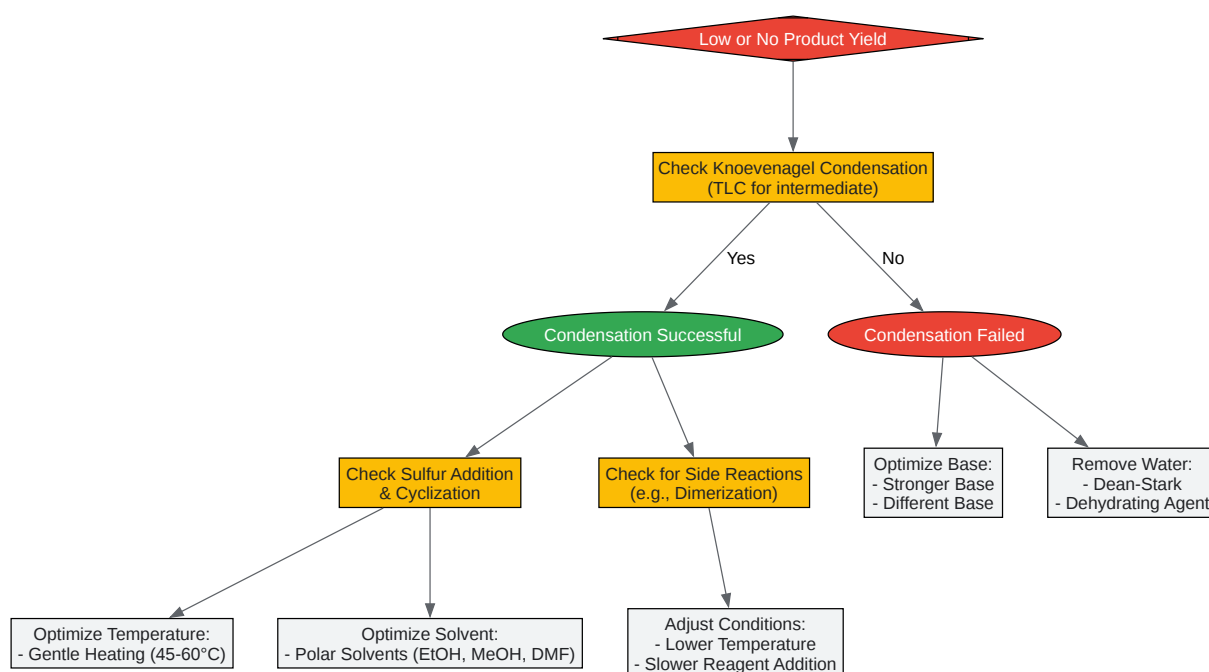 Low or No Product Yield
Check Knoevenagel Condensation
(TLC for intermediate)
Yes
No
Condensation Successful
Condensation Failed
Check Sulfur Addition
& Cyclization
Check for Side Reactions
(e.g., Dimerization)
Optimize Base:
- Stronger Base
- Different Base
Remove Water:
- Dean-Stark
- Dehydrating Agent
Optimize Temperature:
- Gentle Heating (45-60°C)
Optimize Solvent:
- Polar Solvents (EtOH, MeOH, DMF)
Adjust Conditions:
- Lower Temperature
- Slower Reagent Addition